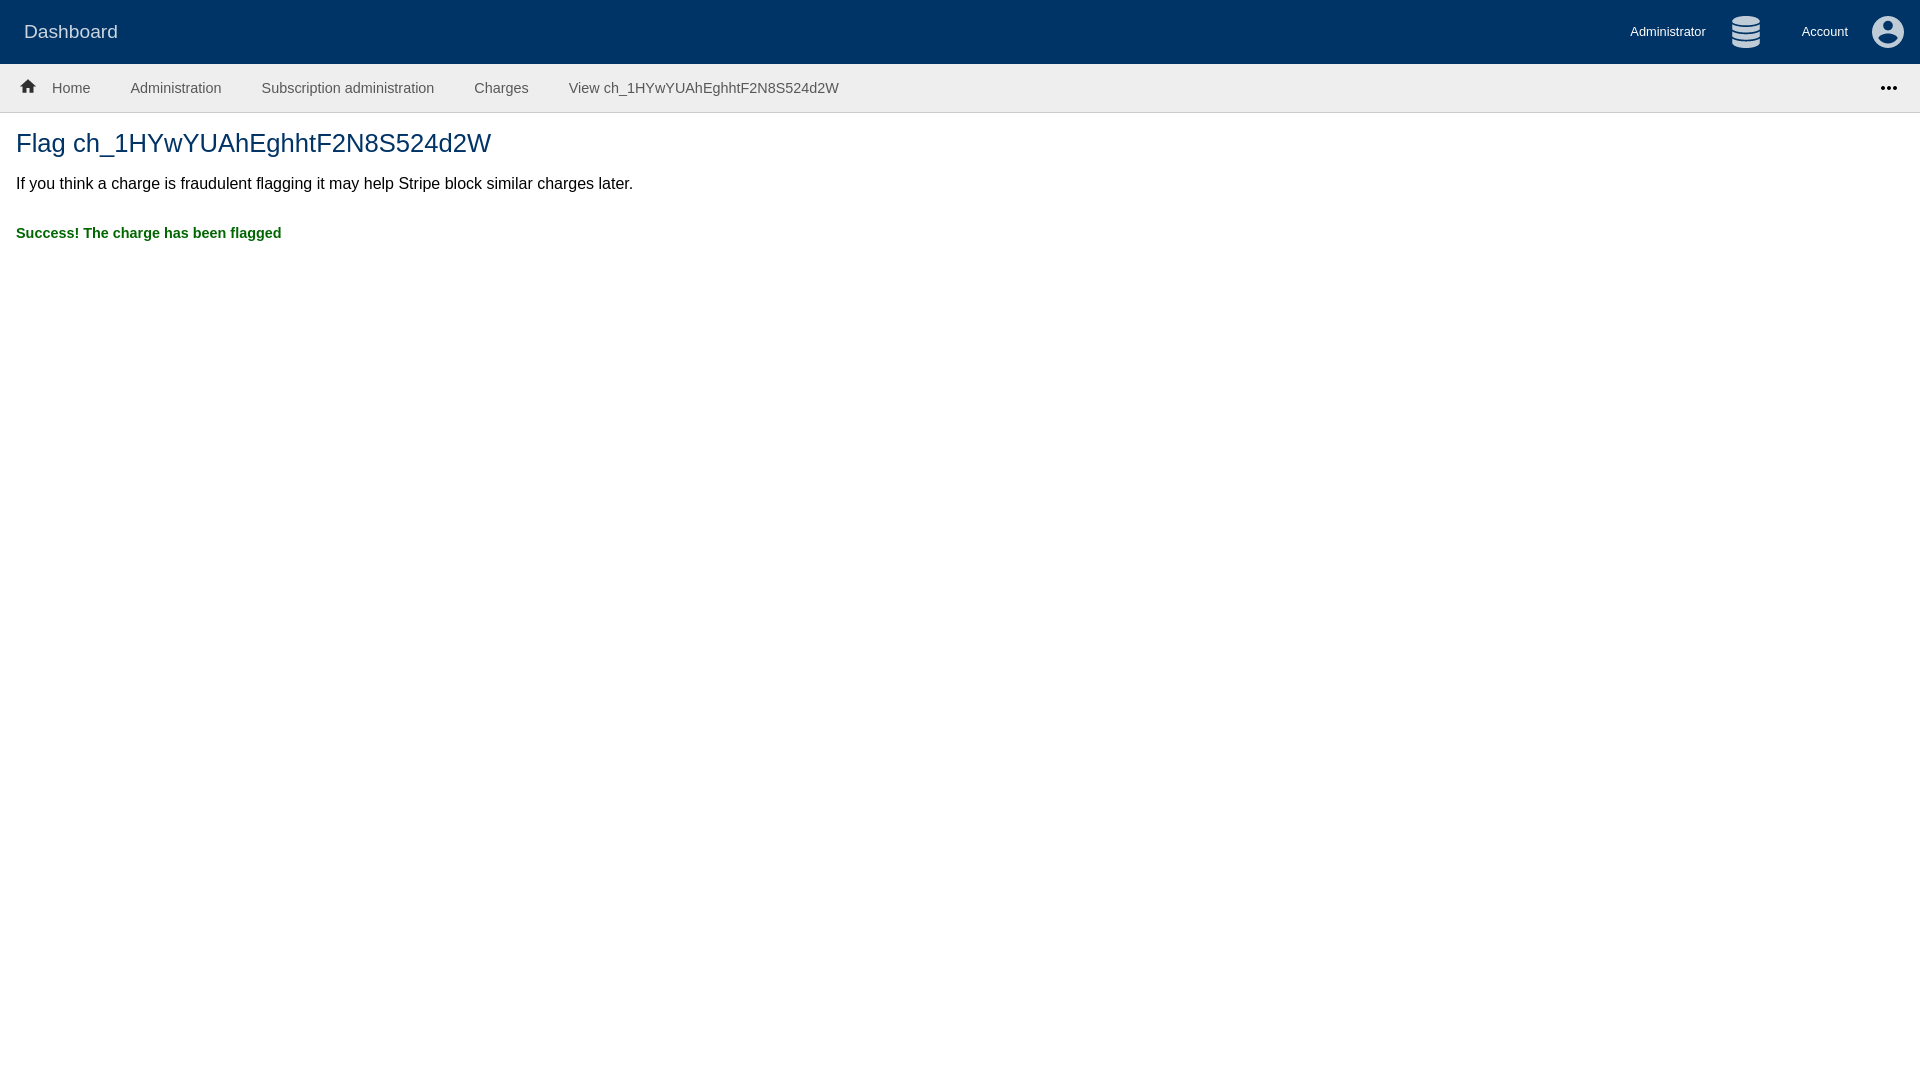 Dashboard
Administrator
Account
Home
Administration
Subscription administration
Charges
View ch_1HYwYUAhEghhtF2N8S524d2W
Flag ch_1HYwYUAhEghhtF2N8S524d2W
If you think a charge is fraudulent flagging it may help Stripe block similar charges later.
Success! The charge has been flagged